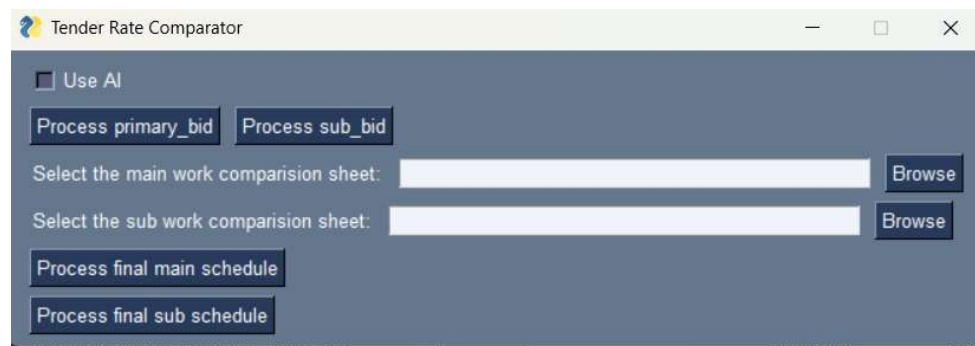 Tender Rate Comparator
Use AI
Process primary_bid Process sub_bid
Select the main work comparision sheet: Browse
Select the sub work comparision sheet: Browse
Process final main schedule
Process final sub schedule